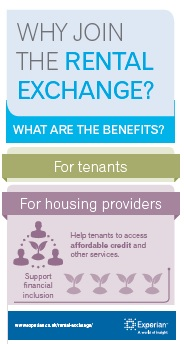 WHY JOIN
THE RENTAL
EXCHANGE?
WHAT ARE THE BENEFITS?
For tenants
For housing providers
Help tenants to access
affordable credit and
other services.
Support
financial
inclusion
www.experian.co.uk/rental-exchange/
Experian
A world of insight